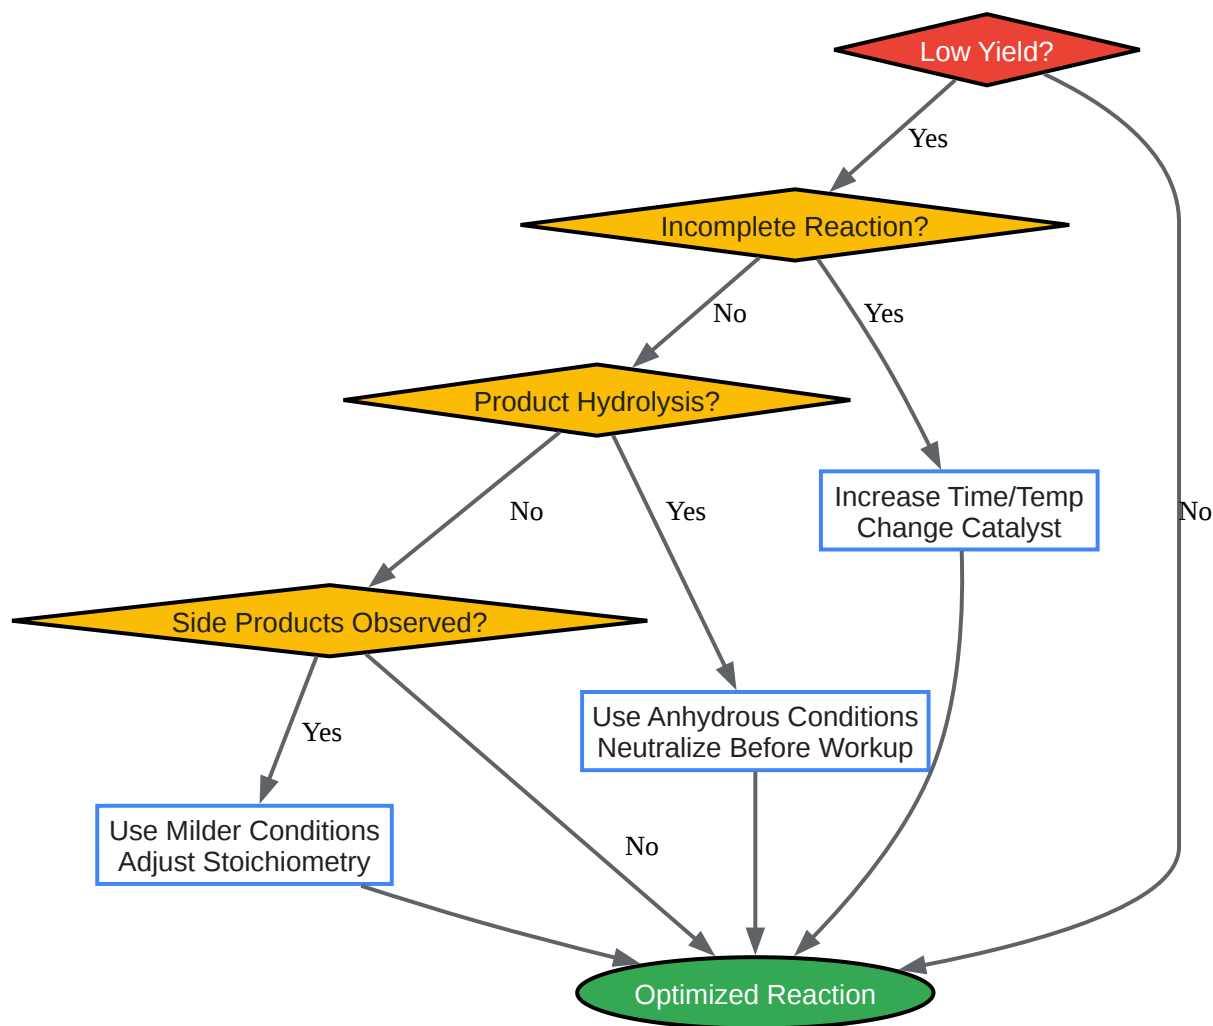 Low Yield?
Yes
Incomplete Reaction?
No
Yes
Product Hydrolysis?
Increase Time/Temp
Change Catalyst
No
Yes
No
Side Products Observed?
Use Anhydrous Conditions
Neutralize Before Workup
Yes
Use Milder Conditions
Adjust Stoichiometry
No
Optimized Reaction